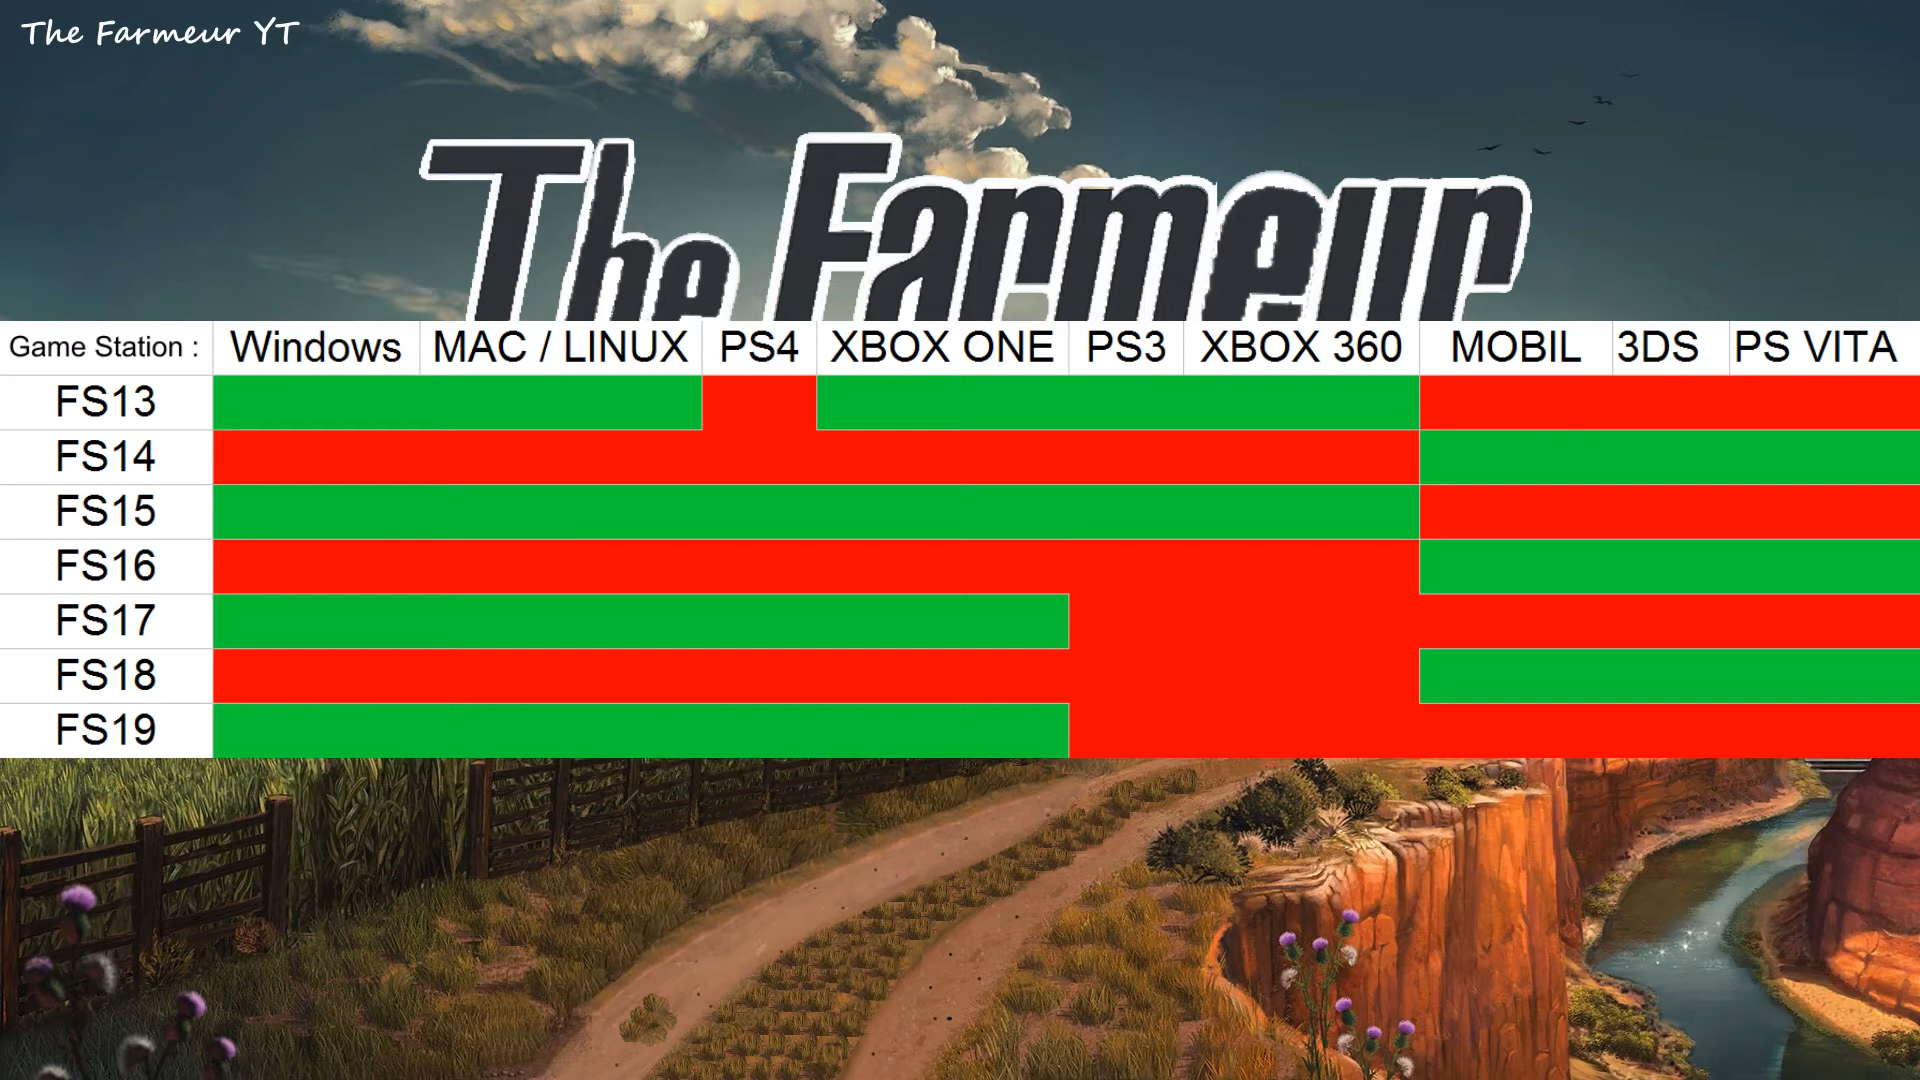 The Farmeur YT
The Farmeur
Game Station : Windows MAC / LINUX PS4 XBOX ONE PS3 XBOX 360 MOBIL 3DS PS VITA
FS13
FS14
FS15
FS16
FS17
FS18
FS19